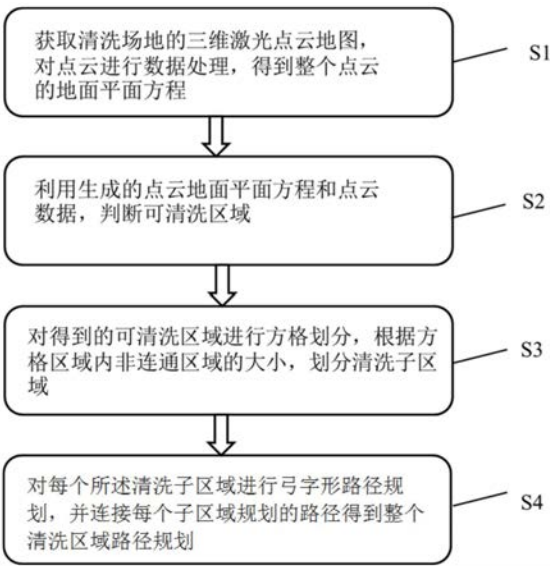 获取清洗场地的三维激光点云地图，
对点云进行数据处理，得到整个点云
的地面平面方程
S1
利用生成的点云地面平面方程和点云
数据，判断可清洗区域
S2
对得到的可清洗区域进行方格划分，根据方
格区域内非连通区域的大小，划分清洗子区
域
S3
对每个所述清洗子区域进行弓字形路径规
划，并连接每个子区域规划的路径得到整个
清洗区域路径规划
S4